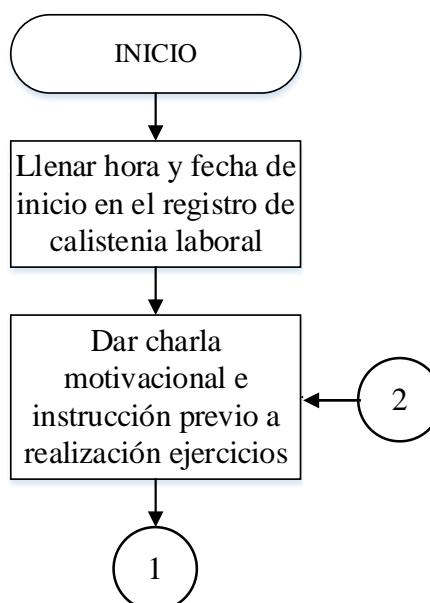 INICIO
Llenar hora y fecha de
inicio en el registro de
calistenia laboral
Dar charla
motivacional e
instrucción previo a
realización ejercicios
2
1